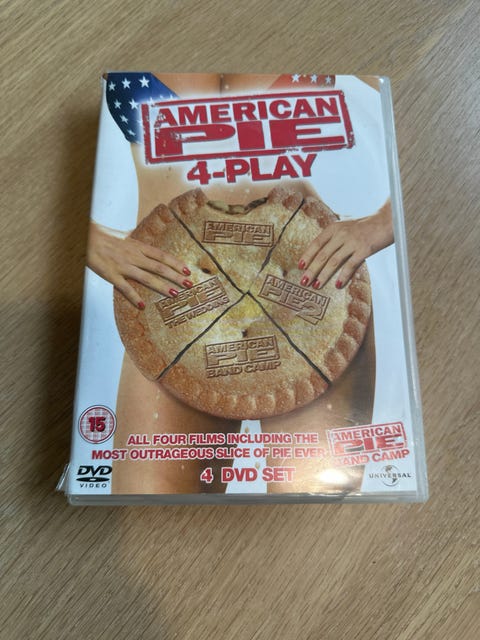 AMERICAN
PIE
4-PLAY
AMERICAN
PIE
AMERICAN
PIE
THE WEDDING
AMERICAN
PIE 2
AMERICAN
PIE
BAND CAMP
15
ALL FOUR FILMS INCLUDING THE
MOST OUTRAGEOUS SLICE OF PIE EVER:
AMERICAN
PIE
BAND CAMP
4 DVD SET
DVD
VIDEO
UNIVERSAL